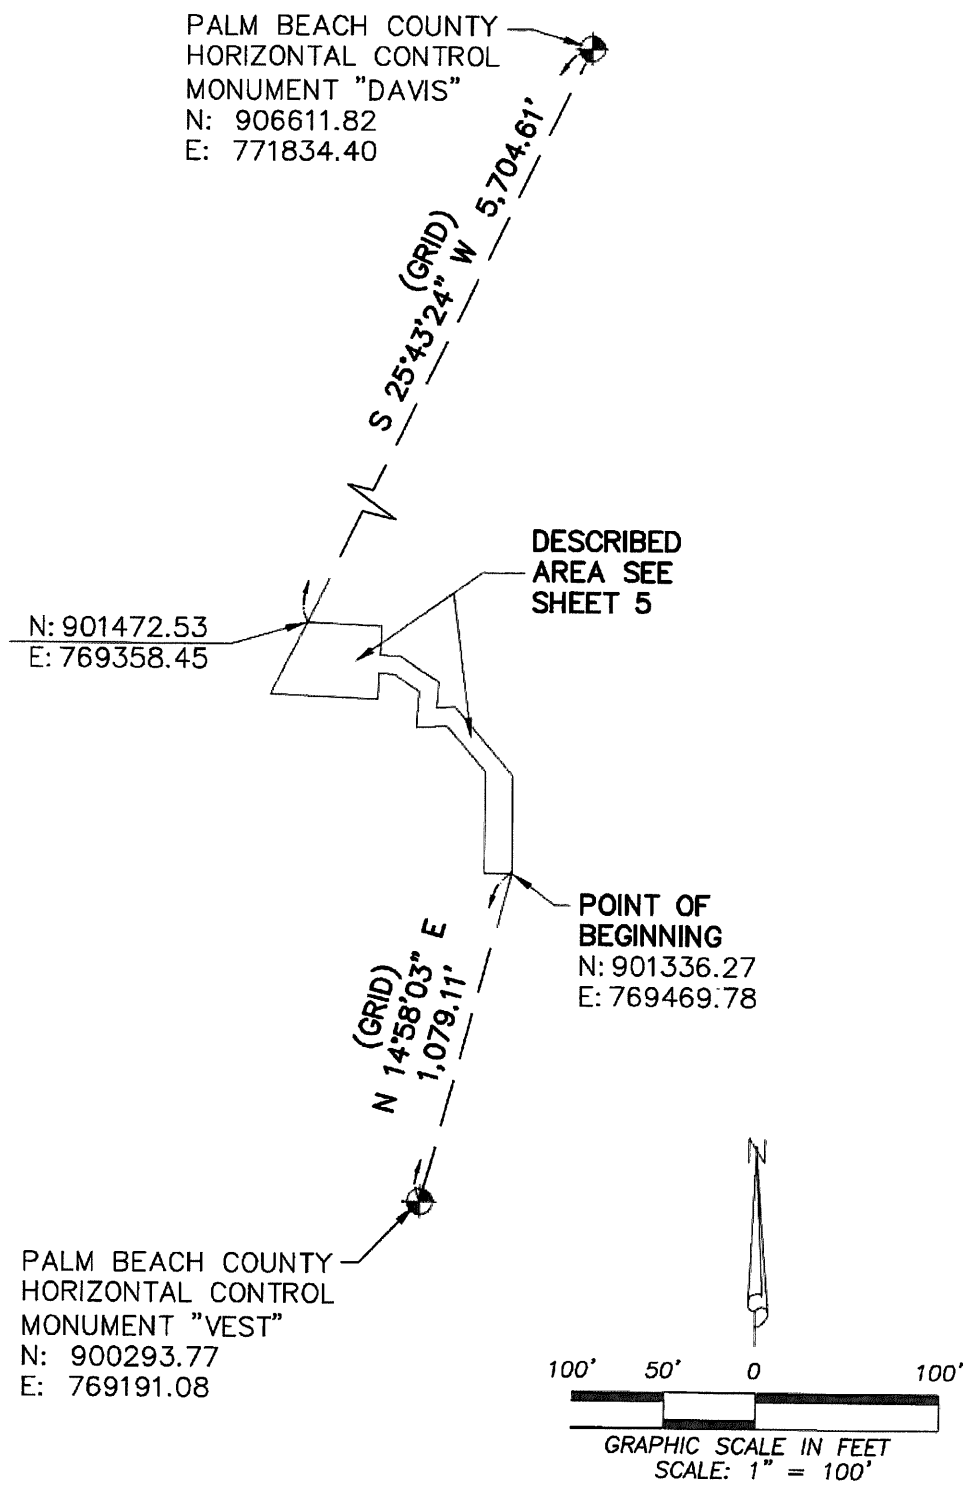 PALM BEACH COUNTY
HORIZONTAL CONTROL
MONUMENT "DAVIS"
N: 906611.82
E: 771834.40
(GRID)
S 25°43'24" W 5,704.61'
DESCRIBED
AREA SEE
SHEET 5
N: 901472.53
E: 769358.45
POINT OF
BEGINNING
N: 901336.27
E: 769469.78
(GRID)
N 14°58'03" E
1,079.11'
PALM BEACH COUNTY
HORIZONTAL CONTROL
MONUMENT "VEST"
N: 900293.77
E: 769191.08
N
100' 50' 0 100'
GRAPHIC SCALE IN FEET
SCALE: 1" = 100'